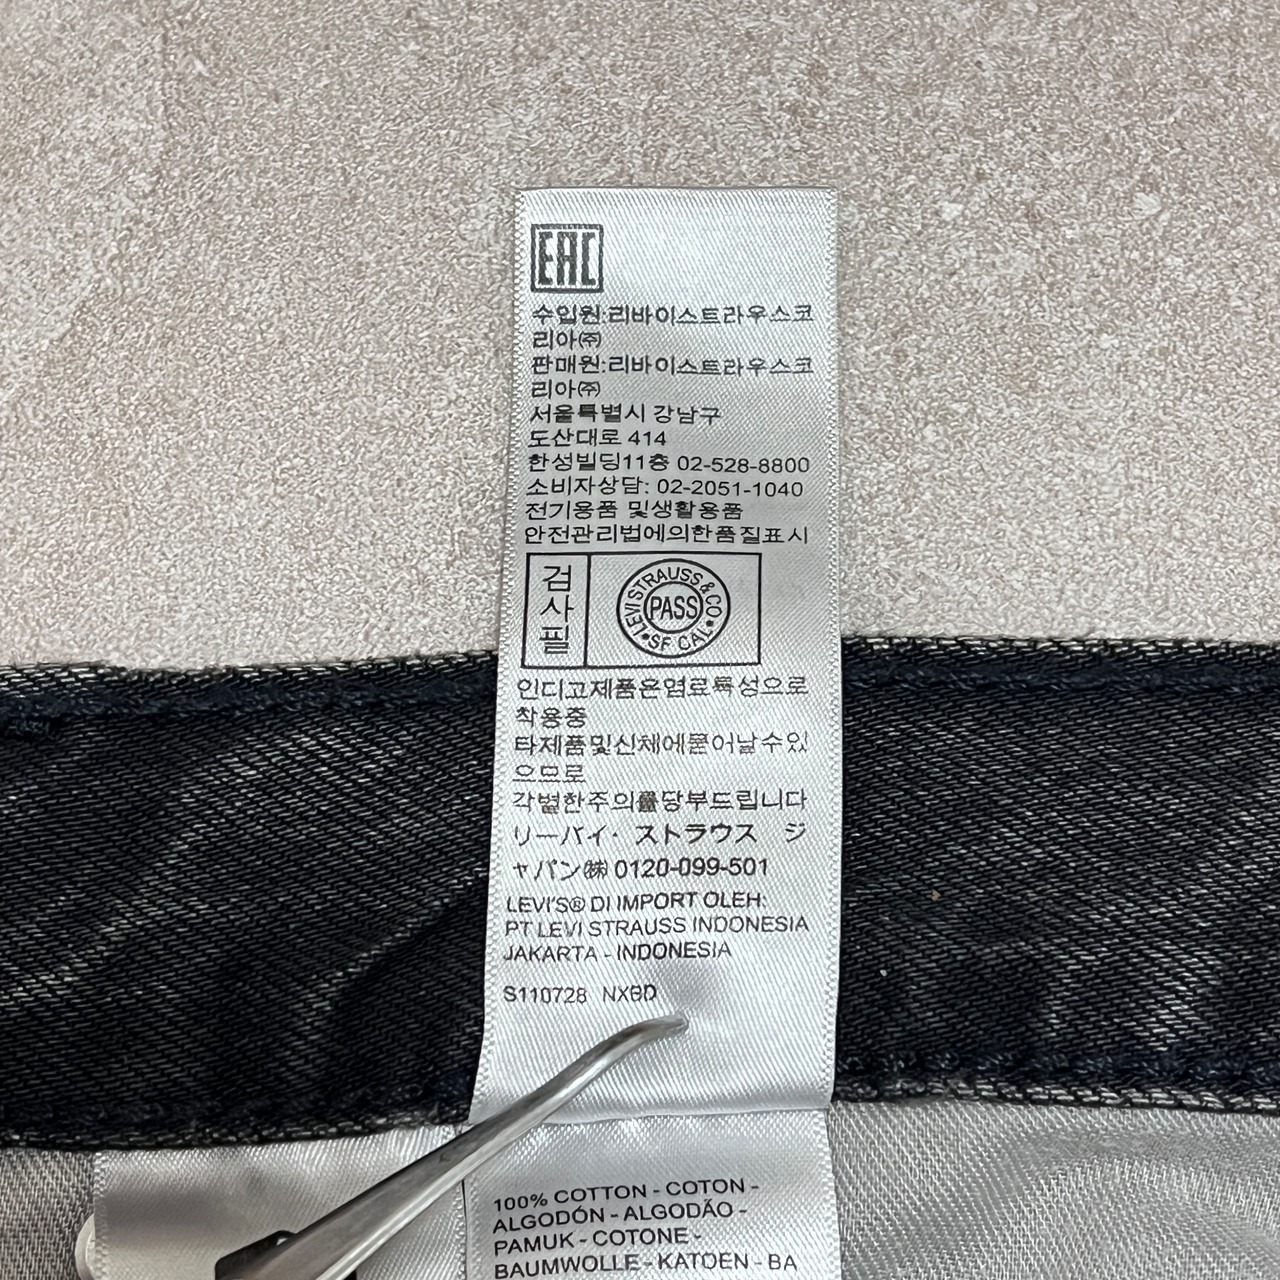 EAC
수입원:리바이스트라우스코
리아㈜
판매원:리바이스트라우스코
리아㈜
서울특별시 강남구
도산대로 414
한성빌딩11층 02-528-8800
소비자상담: 02-2051-1040
전기용품 및생활용품
안전관리법에의한품질표시
검사필
LEVI STRAUSS & CO.
PASS
SF CAL
인디고제품은염료특성으로
착용중
타제품및신체에묻어날수있
으므로
각별한주의를당부드립니다
リーバイ・ストラウス ジ
ャパン㈱ 0120-099-501
LEVI'S® DI IMPORT OLEH:
PT LEVI STRAUSS INDONESIA
JAKARTA - INDONESIA
S110728 NXBD
100% COTTON - COTON -
ALGODÓN - ALGODÃO -
PAMUK - COTONE -
BAUMWOLLE - KATOEN - BA